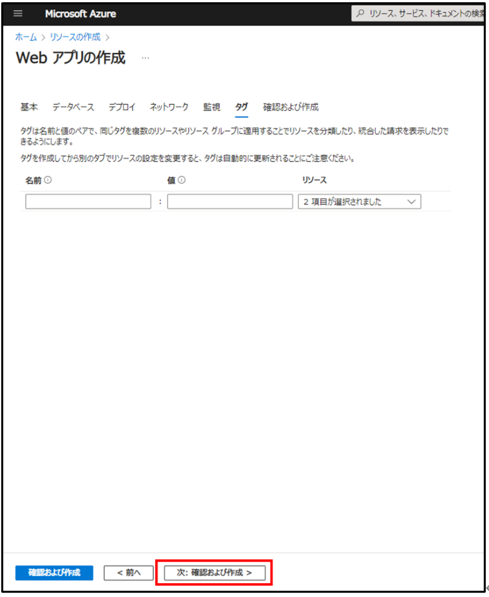 Microsoft Azure
リソース、サービス、ドキュメントの検索
ホーム > リソースの作成 >
Web アプリの作成 …
基本 データベース デプロイ ネットワーク 監視 タグ 確認および作成
タグは名前と値のペアで、同じタグを複数のリソースやリソース グループに適用することでリソースを分類したり、統合した請求を表示したりで
きるようにします。
タグを作成してから別のタブでリソースの設定を変更すると、タグは自動的に更新されることにご注意ください。
名前 値 リソース
: 2 項目が選択されました
確認および作成 < 前へ 次: 確認および作成 >